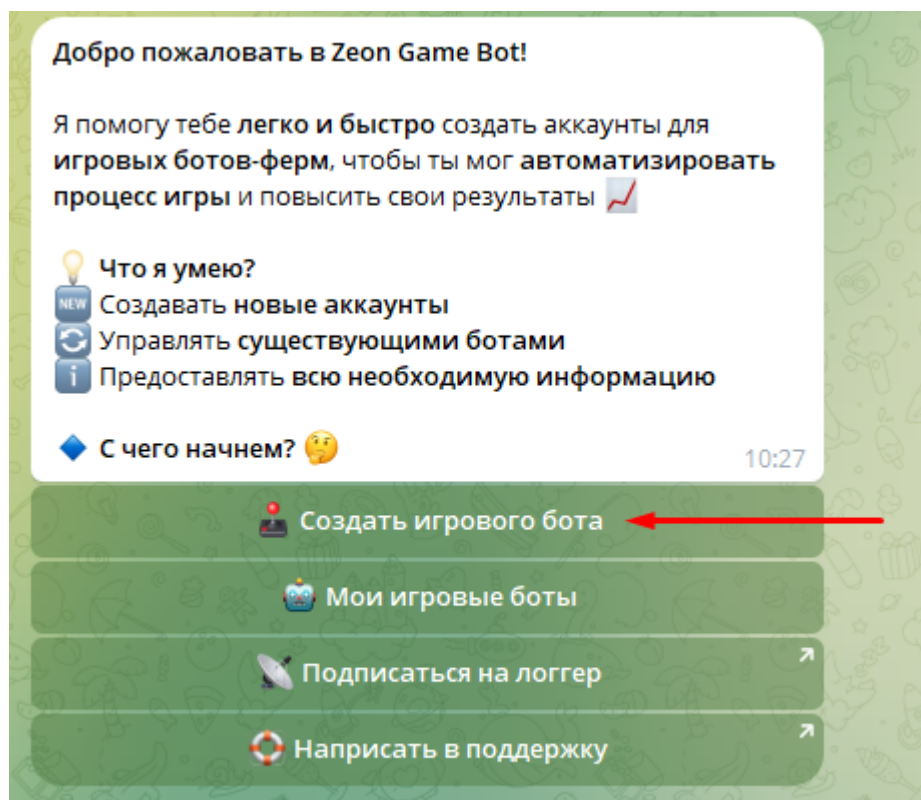 Добро пожаловать в Zeon Game Bot!
Я помогу тебе легко и быстро создать аккаунты для
игровых ботов-ферм, чтобы ты мог автоматизировать
процесс игры и повысить свои результаты
Что я умею?
NEW Создавать новые аккаунты
Управлять существующими ботами
Предоставлять всю необходимую информацию
С чего начнем?
10:27
Создать игрового бота
Мои игровые боты
Подписаться на логгер
Написать в поддержку